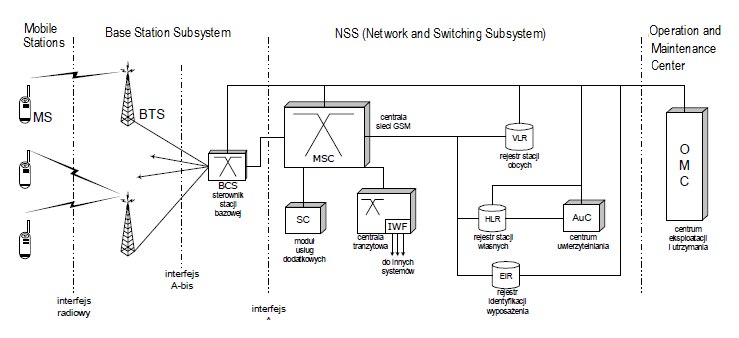 Mobile
Stations
Base Station Subsystem
NSS (Network and Switching Subsystem)
Operation and
Maintenance
Center
MS
BTS
BCS
sterownik
stacji
bazowej
MSC
centrala
sieci GSM
SC
moduł
usług
dodatkowych
IWF
centrala
tranzytowa
do innych
systemów
VLR
rejestr stacji
obcych
HLR
rejestr stacji
własnych
AuC
centrum
uwierzytelniania
EIR
rejestr
identyfikacji
wyposażenia
O
M
C
centrum
eksploatacji
i utrzymania
interfejs
radiowy
interfejs
A-bis
interfejs